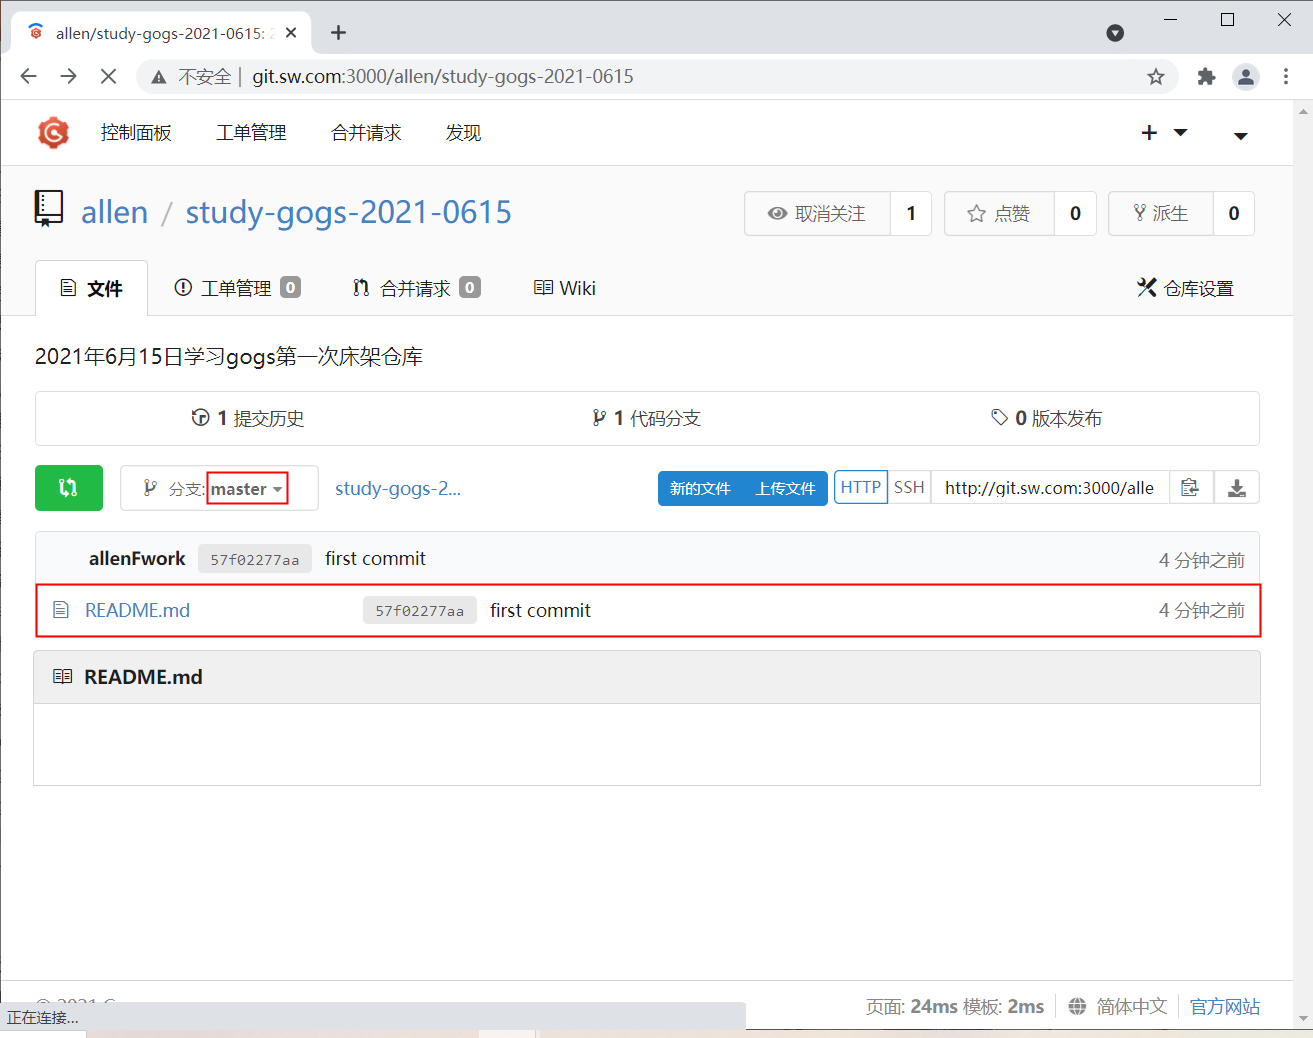 allen/study-gogs-2021-0615:
不安全 | git.sw.com:3000/allen/study-gogs-2021-0615
控制面板 工单管理 合并请求 发现
allen / study-gogs-2021-0615 取消关注 1 点赞 0 派生 0
文件 工单管理 0 合并请求 0 Wiki 仓库设置
2021年6月15日学习gogs第一次床架仓库
1 提交历史 1 代码分支 0 版本发布
分支: master study-gogs-2... 新的文件 上传文件 HTTP SSH http://git.sw.com:3000/alle
allenFwork 57f02277aa first commit 4 分钟之前
README.md 57f02277aa first commit 4 分钟之前
README.md
© 2021 G
页面: 24ms 模板: 2ms 简体中文 官方网站
正在连接...